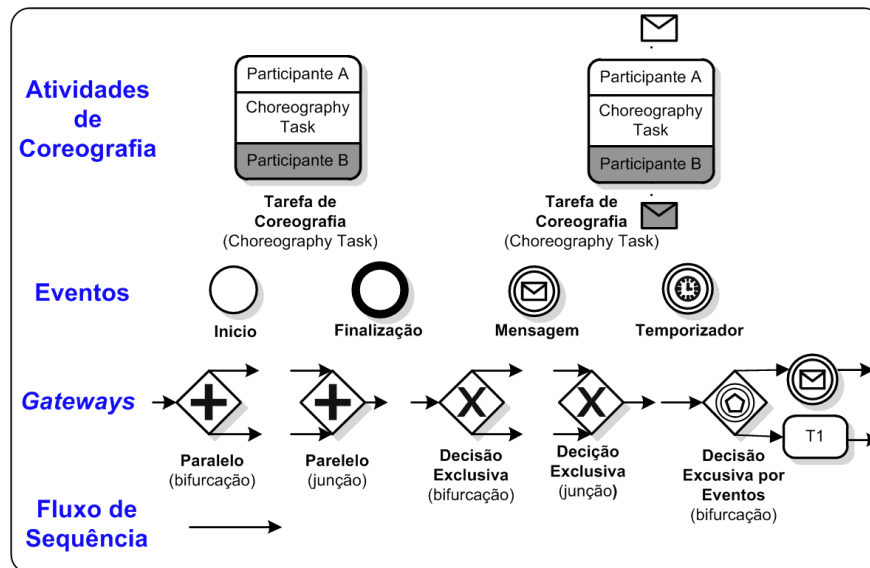 Atividades
de
Coreografia
Participante A
Choreography
Task
Participante B
Tarefa de
Coreografia
(Choreography Task)
Participante A
Choreography
Task
Participante B
Tarefa de
Coreografia
(Choreography Task)
Eventos
Inicio
Finalização
Mensagem
Temporizador
Gateways
Paralelo
(bifurcação)
Parelelo
(junção)
X
Decisão
Exclusiva
(bifurcação)
X
Decição
Exclusiva
(junção)
T1
Decisão
Excusiva por
Eventos
(bifurcação)
Fluxo de
Sequência